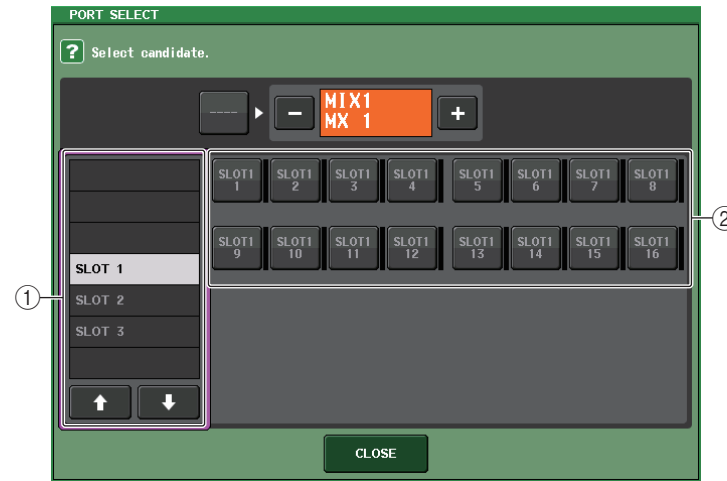 PORT SELECT
? Select candidate.
---- − MIX1 +
MX 1
SLOT1 1 SLOT1 2 SLOT1 3 SLOT1 4 SLOT1 5 SLOT1 6 SLOT1 7 SLOT1 8
2
SLOT1 9 SLOT1 10 SLOT1 11 SLOT1 12 SLOT1 13 SLOT1 14 SLOT1 15 SLOT1 16
SLOT 1
1
SLOT 2
SLOT 3
CLOSE